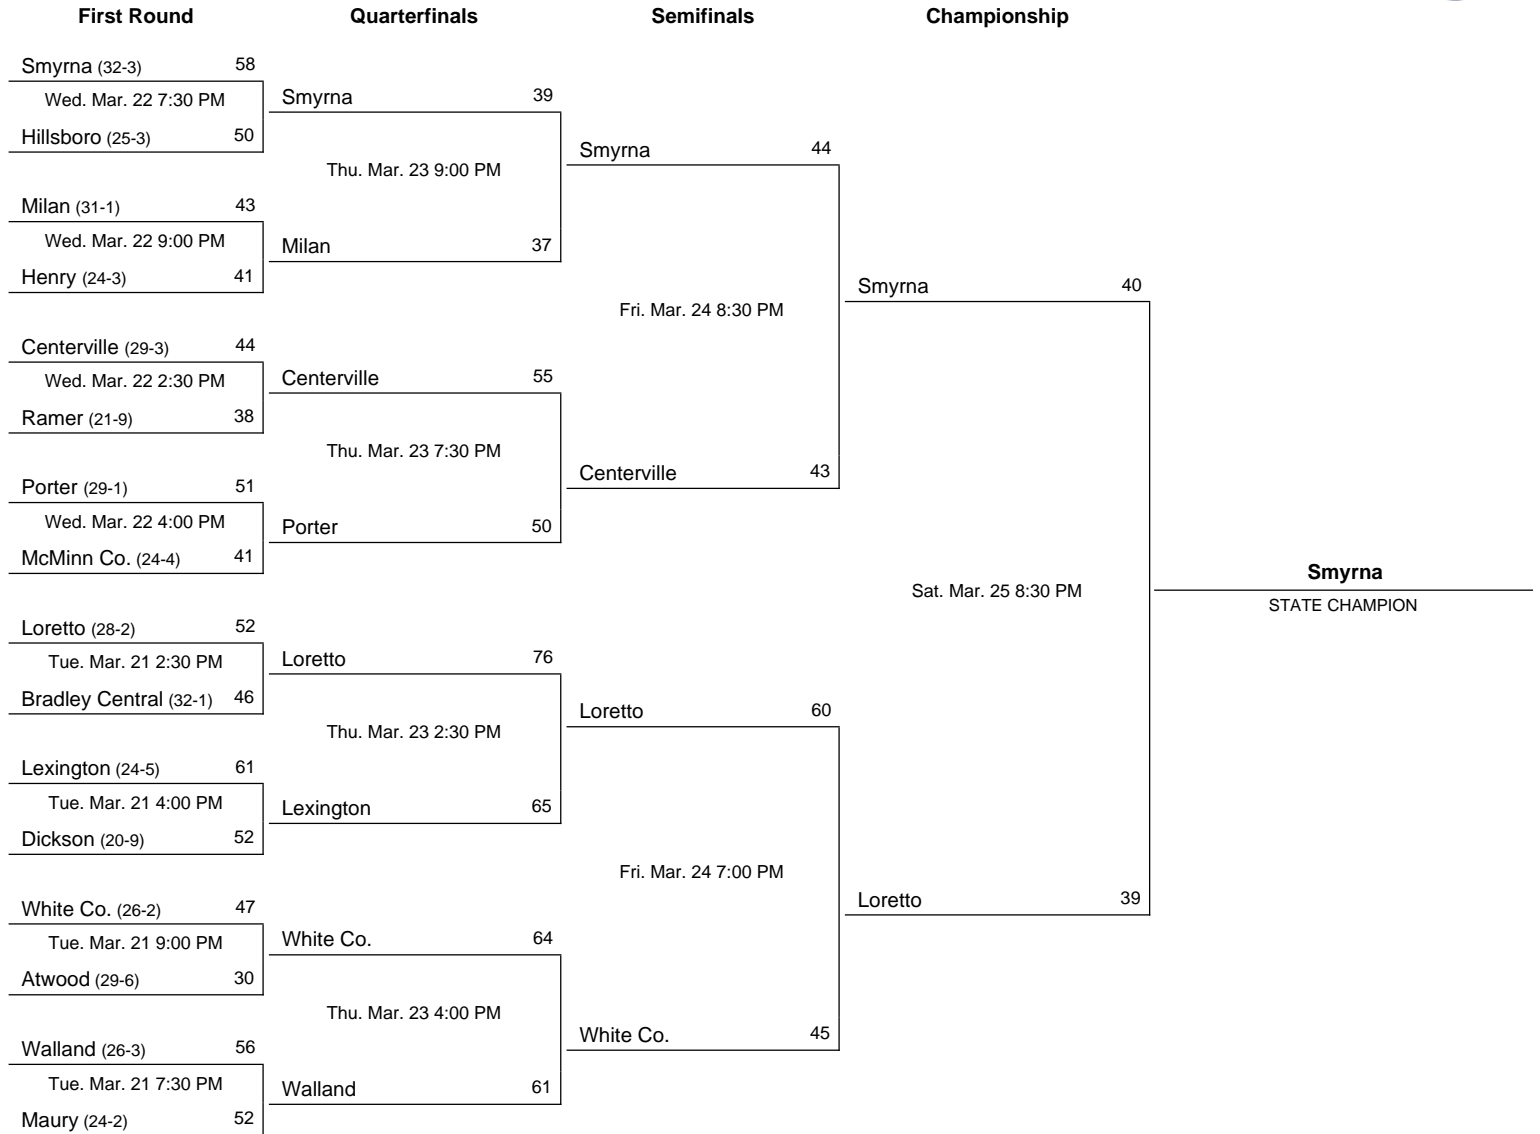 First Round Quarterfinals Semifinals Championship
Smyrna (32-3) 58
Wed. Mar. 22 7:30 PM
Hillsboro (25-3) 50
Milan (31-1) 43
Wed. Mar. 22 9:00 PM
Henry (24-3) 41
Centerville (29-3) 44
Wed. Mar. 22 2:30 PM
Ramer (21-9) 38
Porter (29-1) 51
Wed. Mar. 22 4:00 PM
McMinn Co. (24-4) 41
Loretto (28-2) 52
Tue. Mar. 21 2:30 PM
Bradley Central (32-1) 46
Lexington (24-5) 61
Tue. Mar. 21 4:00 PM
Dickson (20-9) 52
White Co. (26-2) 47
Tue. Mar. 21 9:00 PM
Atwood (29-6) 30
Walland (26-3) 56
Tue. Mar. 21 7:30 PM
Maury (24-2) 52
Smyrna 39
Thu. Mar. 23 9:00 PM
Milan 37
Centerville 55
Thu. Mar. 23 7:30 PM
Porter 50
Loretto 76
Thu. Mar. 23 2:30 PM
Lexington 65
White Co. 64
Thu. Mar. 23 4:00 PM
Walland 61
Smyrna 44
Fri. Mar. 24 8:30 PM
Centerville 43
Loretto 60
Fri. Mar. 24 7:00 PM
White Co. 45
Smyrna 40
Sat. Mar. 25 8:30 PM
Loretto 39
Smyrna
STATE CHAMPION